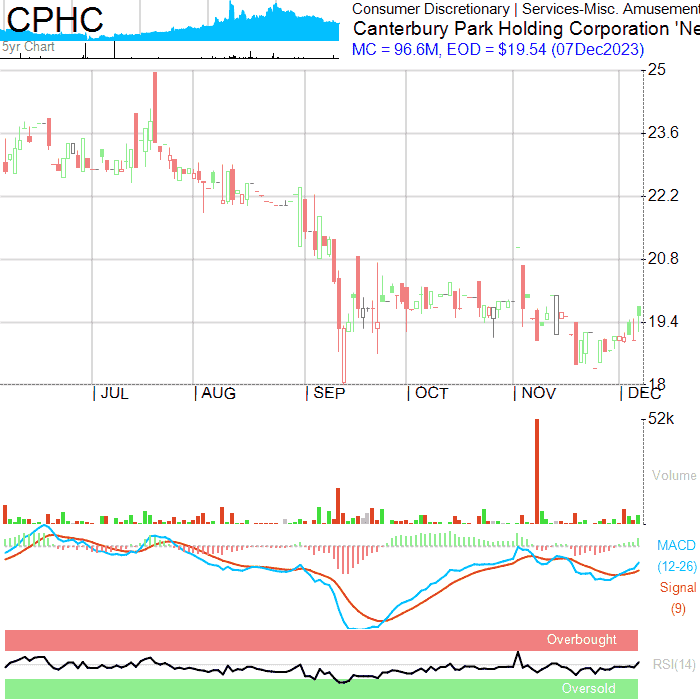 CPHC
5yr Chart
Consumer Discretionary | Services-Misc. Amusement
Canterbury Park Holding Corporation 'Ne
MC = 96.6M, EOD = $19.54 (07Dec2023)
25
23.6
22.2
20.8
19.4
18
JUL AUG SEP OCT NOV DEC
52k
Volume
MACD
(12-26)
Signal
(9)
Overbought
RSI(14)
Oversold